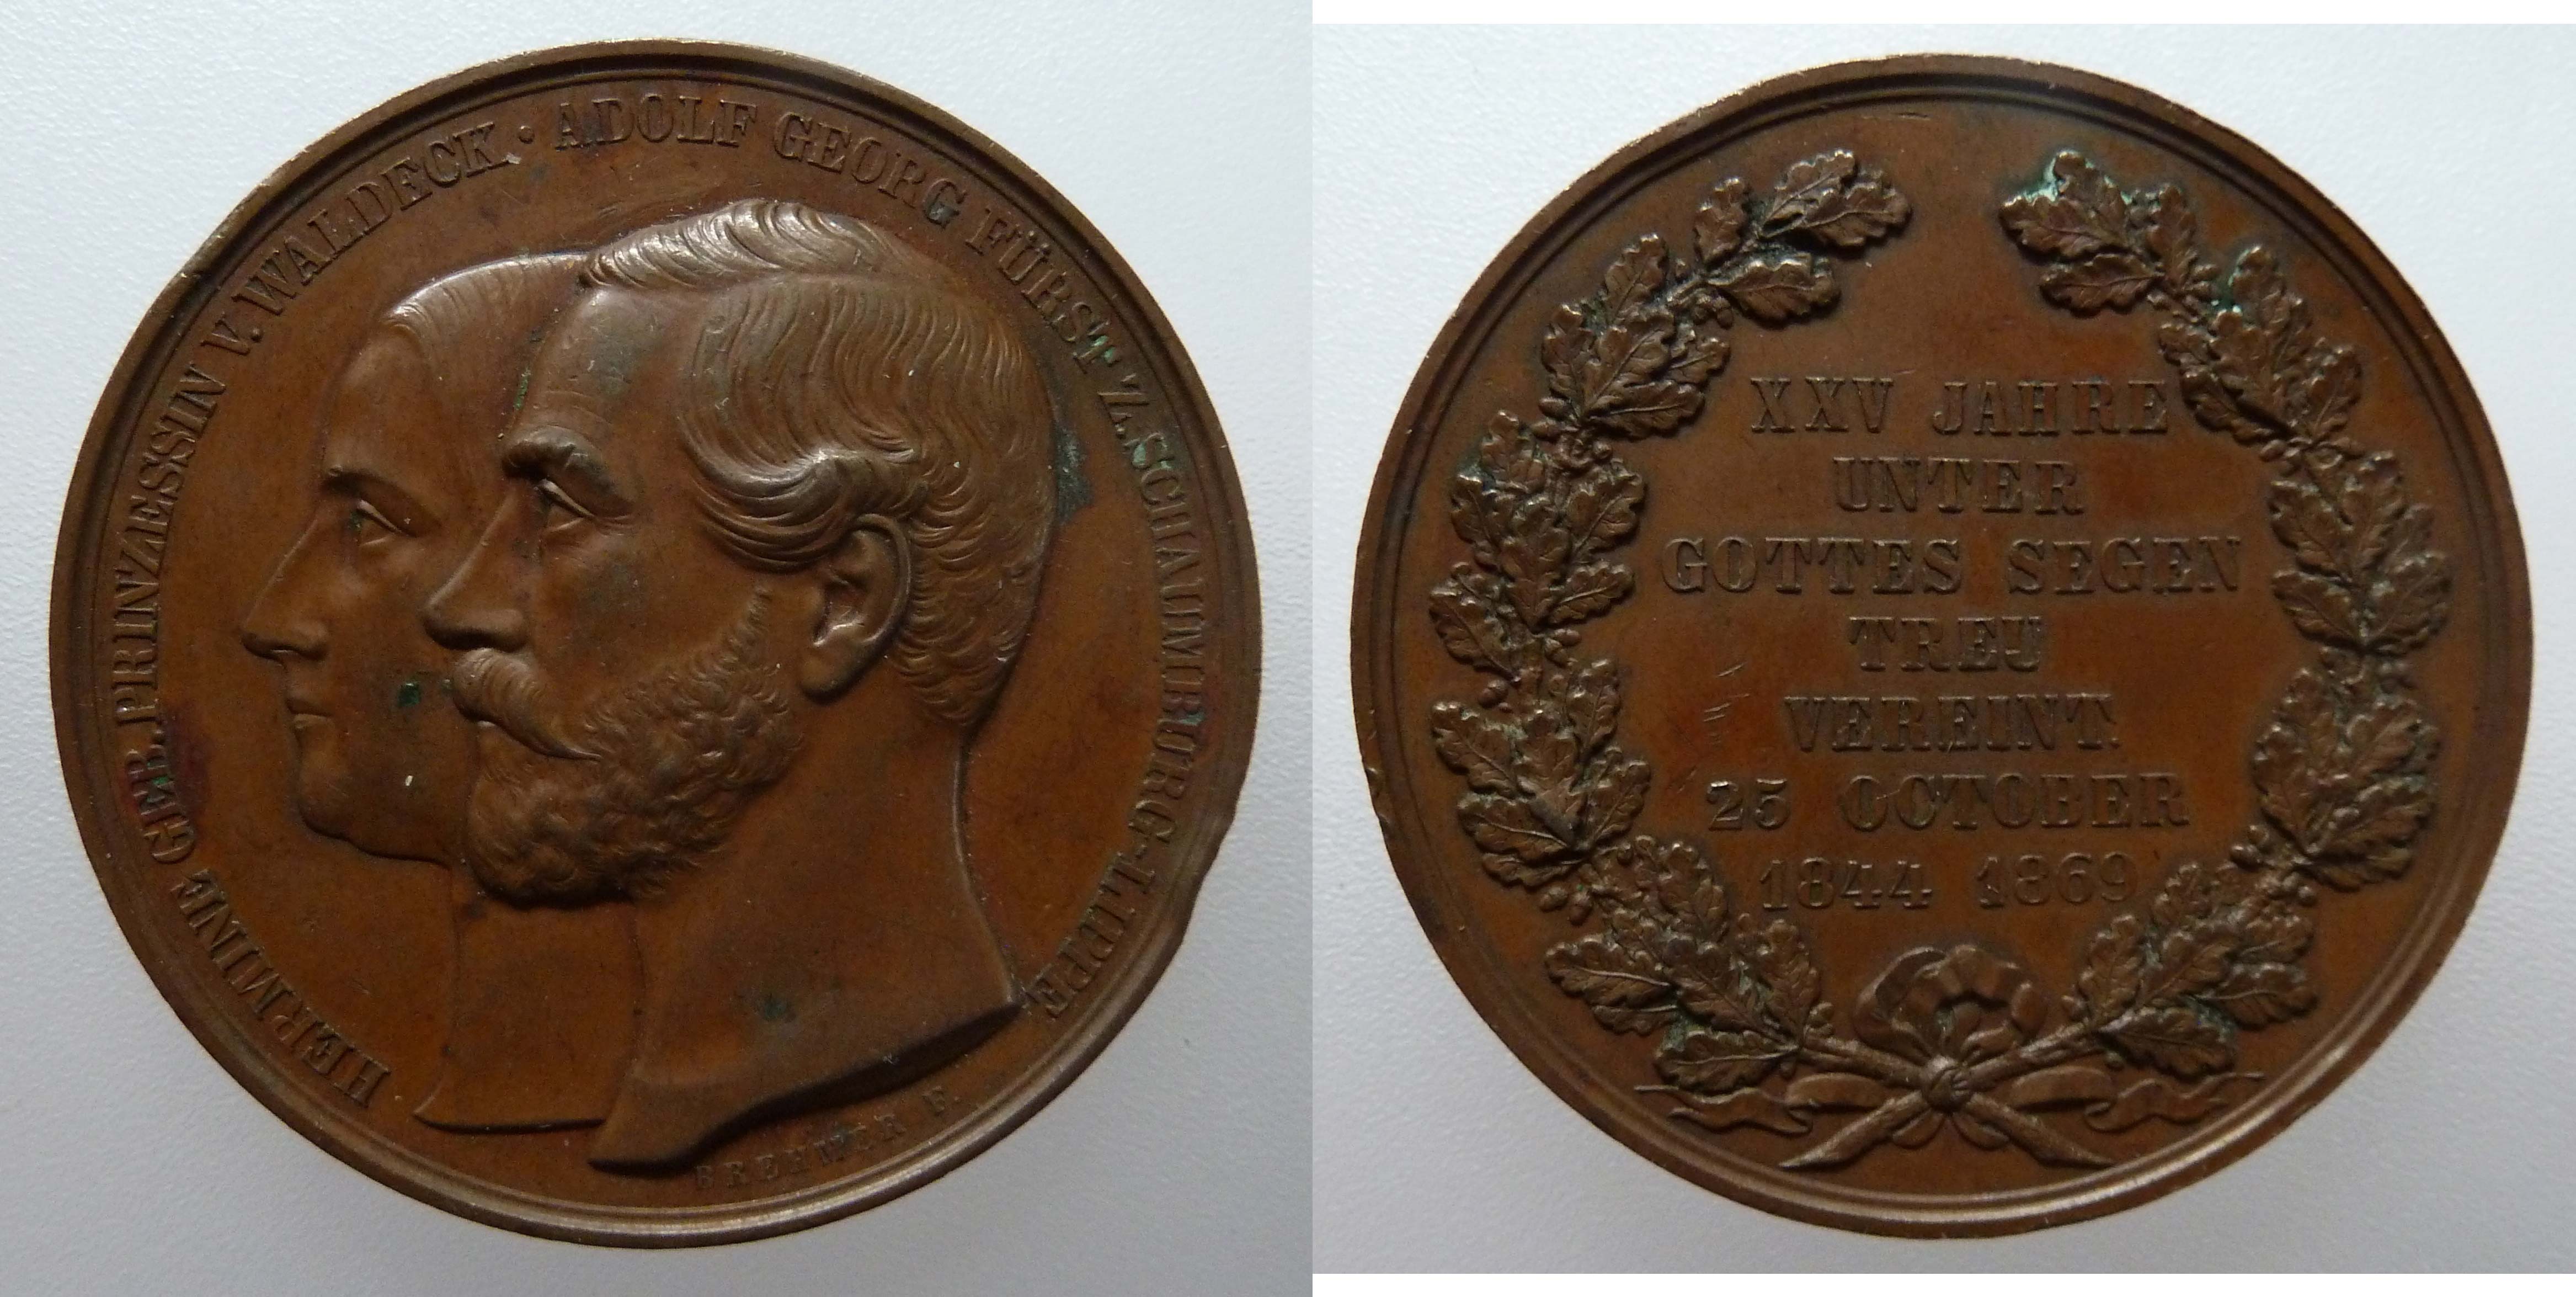 HERMINE GEB. PRINZESSIN V. WALDECK · ADOLF GEORG FÜRST Z. SCHAUMBURG-LIPPE
BREHMER F.
XXV JAHRE
UNTER
GOTTES SEGEN
TREU
VEREINT.
25 OCTOBER
1844 1869